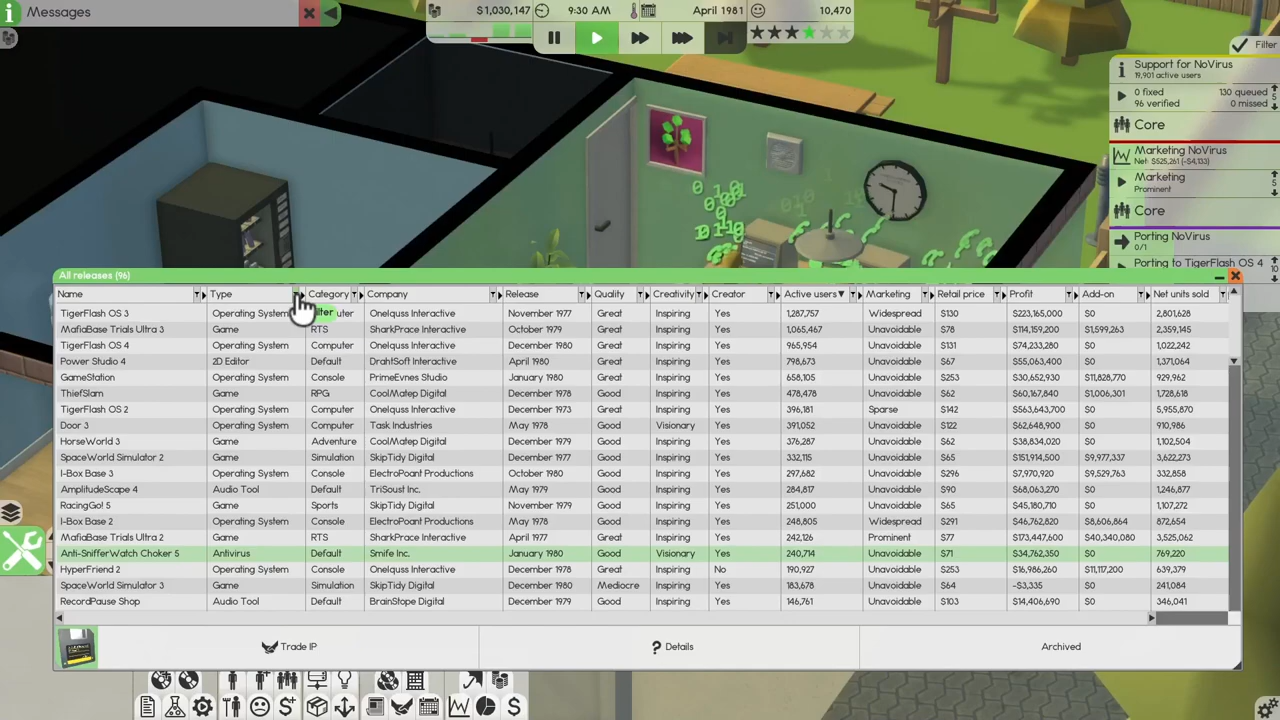 Messages
$1,030,147
9:30 AM
April 1981
10,470
Filter
Support for NoVirus
19,901 active users
0 fixed 130 queued
96 verified 0 missed
Core
Marketing NoVirus
Net: $525,261 (-$4,133)
Marketing
Prominent
Core
Porting NoVirus
0/1
Porting to TigerFlash OS 4
All releases (96)
Name Type Category Company Release Quality Creativity Creator Active users Marketing Retail price Profit Add-on Net units sold
TigerFlash OS 3 Operating System Onelquss Interactive November 1977 Great Inspiring Yes 1,287,757 Widespread $130 $223,165,000 $0 2,801,628
MafiaBase Trials Ultra 3 Game RTS SharkPrace Interactive October 1979 Great Inspiring Yes 1,065,467 Unavoidable $78 $114,159,200 $1,599,263 2,359,145
TigerFlash OS 4 Operating System Computer Onelquss Interactive December 1980 Great Inspiring Yes 965,954 Unavoidable $131 $74,233,280 $0 1,022,242
Power Studio 4 2D Editor Default DrahtSoft Interactive April 1980 Great Inspiring Yes 798,673 Unavoidable $67 $55,063,400 $0 1,371,064
GameStation Operating System Console PrimeEvnes Studio January 1980 Great Inspiring Yes 658,105 Unavoidable $253 $30,652,930 $11,828,770 929,962
ThiefSlam Game RPG CoolMatep Digital December 1980 Good Inspiring Yes 478,478 Unavoidable $62 $60,167,840 $1,006,301 1,728,618
TigerFlash OS 2 Operating System Computer Onelquss Interactive December 1973 Great Inspiring Yes 396,181 Sparse $142 $563,643,700 $0 5,955,870
Door 3 Operating System Computer Task Industries May 1978 Good Visionary Yes 391,052 Unavoidable $122 $62,648,900 $0 910,986
HorseWorld 3 Game Adventure CoolMatep Digital December 1979 Good Inspiring Yes 376,287 Unavoidable $62 $38,834,020 $0 1,102,504
SpaceWorld Simulator 2 Game Simulation SkipTidy Digital December 1979 Good Inspiring Yes 332,115 Unavoidable $65 $151,914,500 $9,977,337 3,622,273
I-Box Base 3 Operating System Console ElectroPoant Productions October 1980 Good Inspiring Yes 297,682 Unavoidable $296 $7,970,920 $9,529,763 332,858
AmplitudeScape 4 Audio Tool Default TriSoust Inc. May 1979 Good Inspiring Yes 284,817 Unavoidable $90 $68,063,270 $0 1,246,877
RacingGo! 5 Game Sports SkipTidy Digital November 1979 Good Inspiring Yes 251,000 Unavoidable $65 $45,180,710 $0 1,107,272
I-Box Base 2 Operating System Console ElectroPoant Productions May 1978 Good Inspiring Yes 248,805 Widespread $291 $46,762,820 $8,606,864 872,654
MafiaBase Trials Ultra 2 Game RTS SharkPrace Interactive April 1977 Good Inspiring Yes 242,126 Prominent $77 $173,447,600 $40,340,080 3,525,062
Anti-SnifferWatch Choker 5 Antivirus Default Smife Inc. January 1980 Good Visionary Yes 240,714 Unavoidable $71 $34,762,350 $0 769,220
HyperFriend 2 Operating System Console Onelquss Interactive December 1978 Great Inspiring No 190,927 Unavoidable $253 $16,986,260 $11,117,200 639,379
SpaceWorld Simulator 3 Game Simulation SkipTidy Digital December 1980 Mediocre Inspiring Yes 183,678 Unavoidable $64 -$3,335 $0 241,084
RecordPause Shop Audio Tool Default BrainStope Digital December 1979 Good Inspiring Yes 146,761 Unavoidable $103 $14,406,690 $0 346,041
Trade IP
Details
Archived